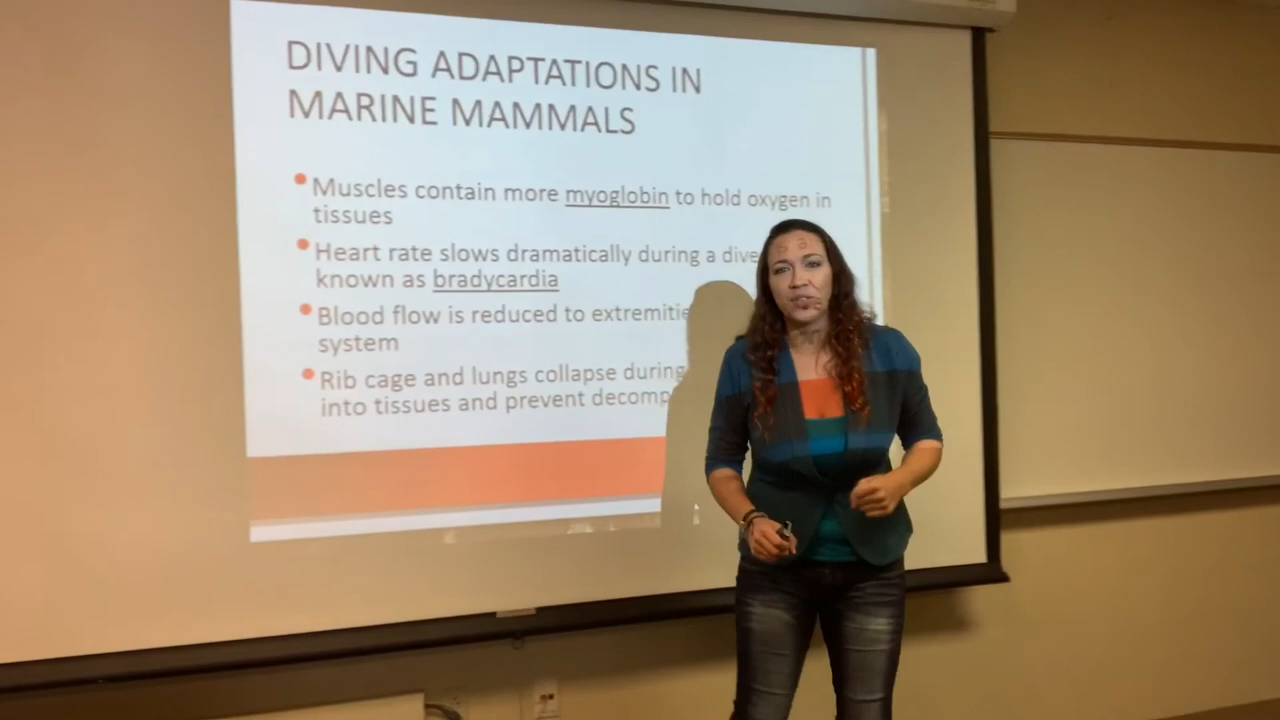 DIVING ADAPTATIONS IN
MARINE MAMMALS
Muscles contain more myoglobin to hold oxygen in
tissues
Heart rate slows dramatically during a dive
known as bradycardia
Blood flow is reduced to
system
Rib cage and lungs collapse during
into tissues and prevent